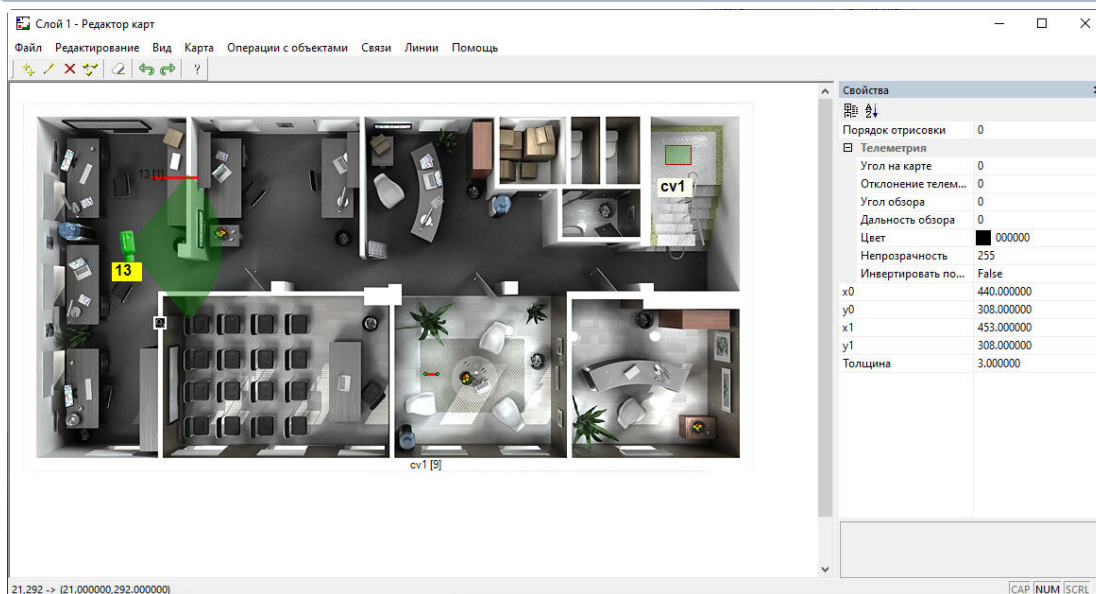 Слой 1 - Редактор карт
Файл Редактирование Вид Карта Операции с объектами Связи Линии Помощь
?
Свойства
Порядок отрисовки 0
Телеметрия
Угол на карте 0
Отклонение телем... 0
Угол обзора 0
Дальность обзора 0
Цвет 000000
Непрозрачность 255
Инвертировать по... False
x0 440.000000
y0 308.000000
x1 453.000000
y1 308.000000
Толщина 3.000000
13 [1]
cv1
13
cv1 [9]
21,292 -> (21.000000,292.000000)
CAP NUM SCRL